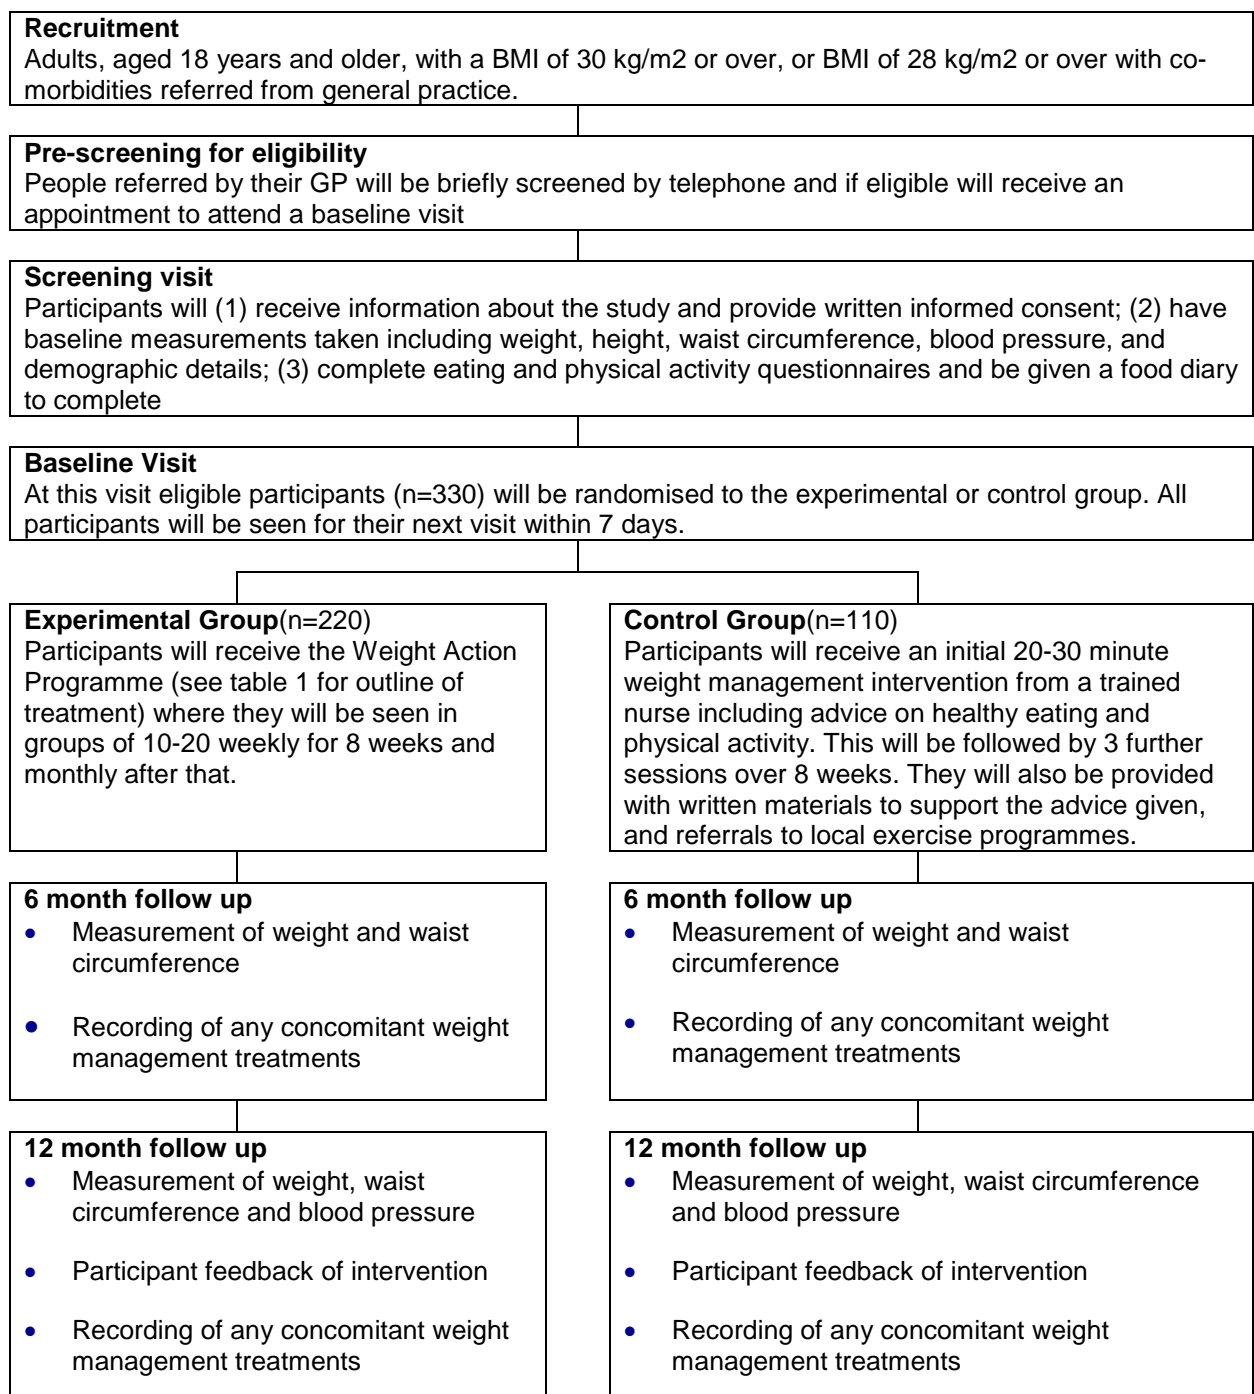 Recruitment
Adults, aged 18 years and older, with a BMI of 30 kg/m2 or over, or BMI of 28 kg/m2 or over with co-
morbidities referred from general practice.
Pre-screening for eligibility
People referred by their GP will be briefly screened by telephone and if eligible will receive an
appointment to attend a baseline visit
Screening visit
Participants will (1) receive information about the study and provide written informed consent; (2) have
baseline measurements taken including weight, height, waist circumference, blood pressure, and
demographic details; (3) complete eating and physical activity questionnaires and be given a food diary
to complete
Baseline Visit
At this visit eligible participants (n=330) will be randomised to the experimental or control group. All
participants will be seen for their next visit within 7 days.
Experimental Group(n=220)
Participants will receive the Weight Action
Programme (see table 1 for outline of
treatment) where they will be seen in
groups of 10-20 weekly for 8 weeks and
monthly after that.
Control Group(n=110)
Participants will receive an initial 20-30 minute
weight management intervention from a trained
nurse including advice on healthy eating and
physical activity. This will be followed by 3 further
sessions over 8 weeks. They will also be provided
with written materials to support the advice given,
and referrals to local exercise programmes.
6 month follow up
• Measurement of weight and waist
circumference
• Recording of any concomitant weight
management treatments
6 month follow up
• Measurement of weight and waist
circumference
• Recording of any concomitant weight
management treatments
12 month follow up
• Measurement of weight, waist
circumference and blood pressure
• Participant feedback of intervention
• Recording of any concomitant weight
management treatments
12 month follow up
• Measurement of weight, waist circumference
and blood pressure
• Participant feedback of intervention
• Recording of any concomitant weight
management treatments